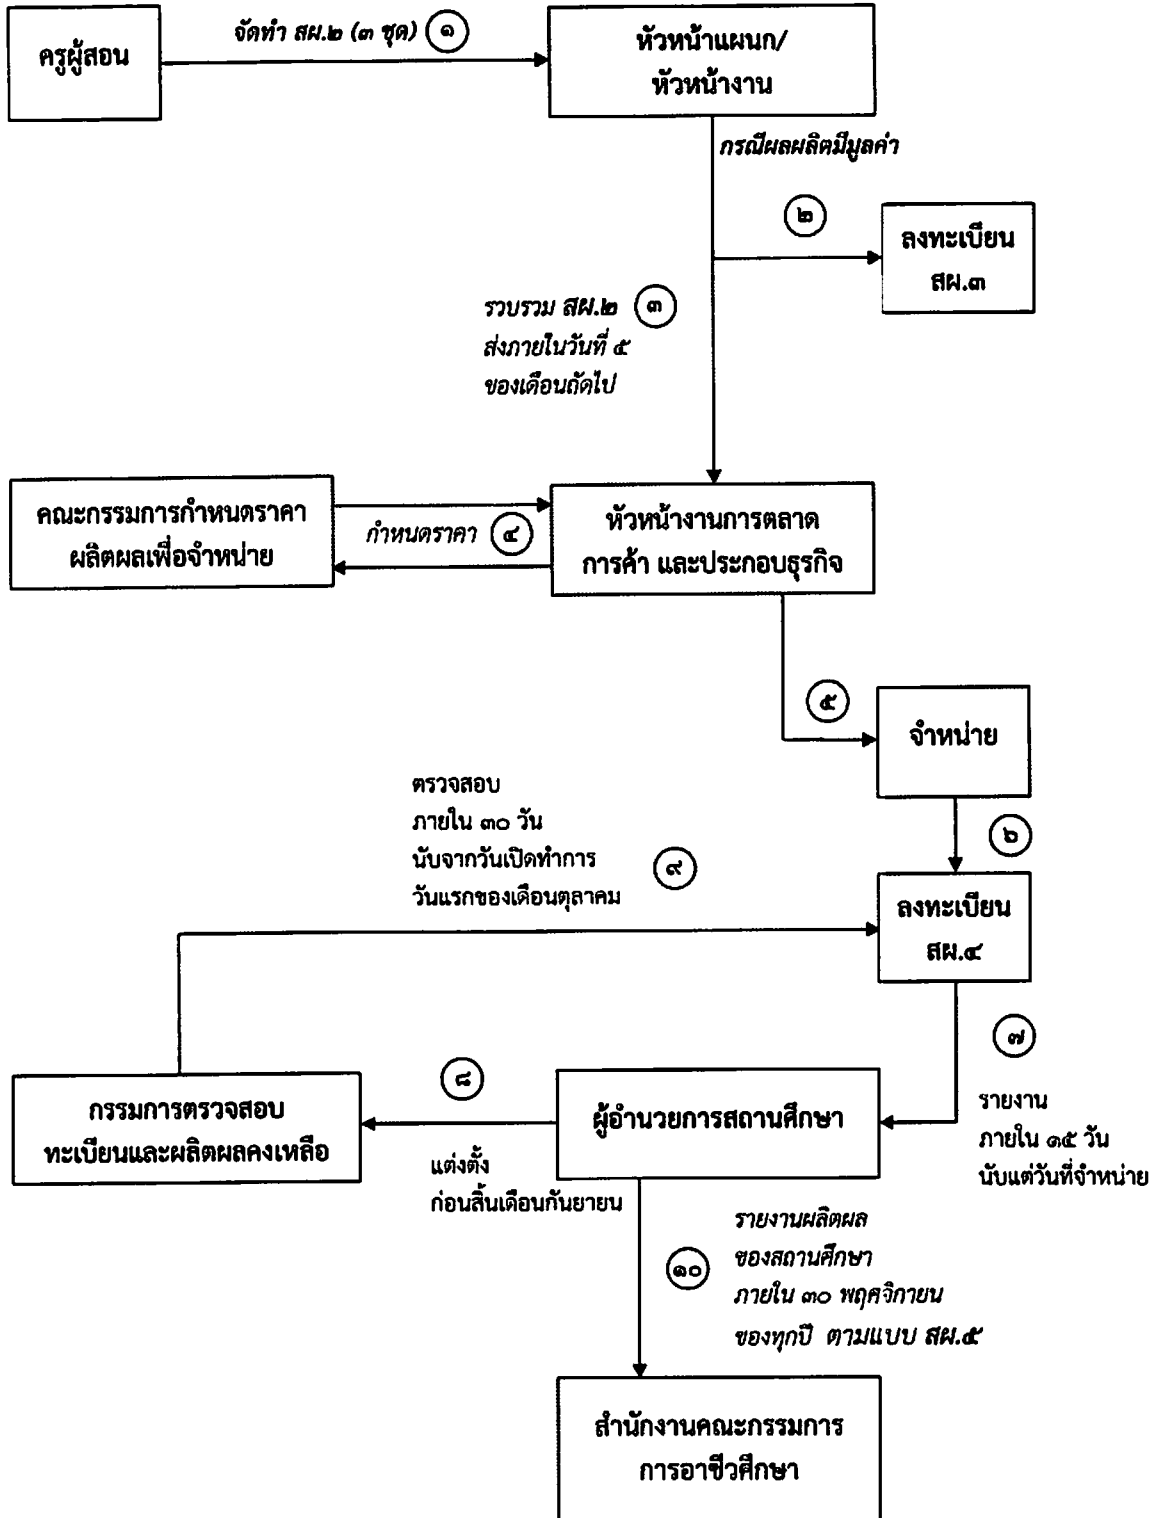 ครูผู้สอน
จัดทำ สผ.๒ (๓ ชุด) ๑
หัวหน้าแผนก/
หัวหน้างาน
กรณีผลผลิตมีมูลค่า
๒
ลงทะเบียน
สผ.๓
รวบรวม สผ.๒ ๓
ส่งภายในวันที่ ๕
ของเดือนถัดไป
คณะกรรมการกำหนดราคา
ผลิตผลเพื่อจำหน่าย
กำหนดราคา ๔
หัวหน้างานการตลาด
การค้า และประกอบธุรกิจ
๕
จำหน่าย
๖
ตรวจสอบ
ภายใน ๓๐ วัน
นับจากวันเปิดทำการ
วันแรกของเดือนตุลาคม
๙
ลงทะเบียน
สผ.๔
๗
รายงาน
ภายใน ๑๕ วัน
นับแต่วันที่จำหน่าย
ผู้อำนวยการสถานศึกษา
๘
แต่งตั้ง
ก่อนสิ้นเดือนกันยายน
กรรมการตรวจสอบ
ทะเบียนและผลิตผลคงเหลือ
๑๐
รายงานผลิตผล
ของสถานศึกษา
ภายใน ๓๐ พฤศจิกายน
ของทุกปี ตามแบบ สผ.๕
สำนักงานคณะกรรมการ
การอาชีวศึกษา